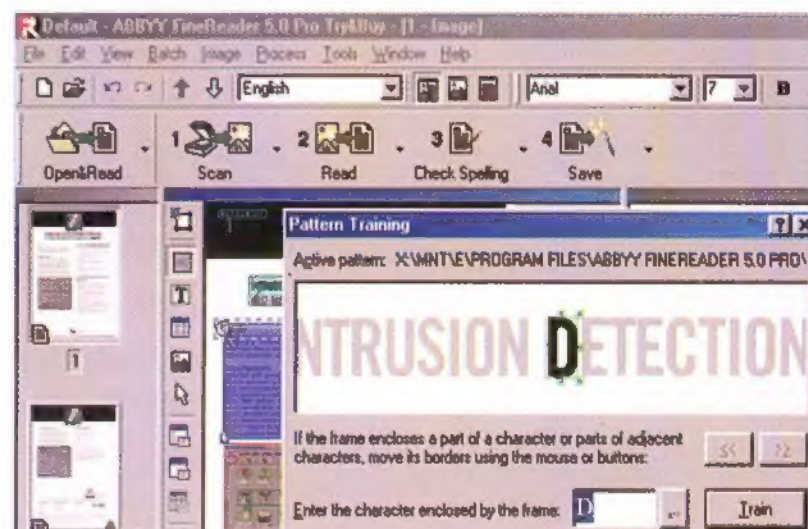 Default - ABBYY FineReader 5.0 Pro Try&Buy - [1 - Image]
File Edit View Batch Image Process Tools Window Help
English Arial 7 B
1 2 3 4
Open&Read Scan Read Check Spelling Save
Pattern Training
Active pattern: X:\MNT\E\PROGRAM FILES\ABBYY FINEREADER 5.0 PRO\
NTRUSION DETECTION
1
If the frame encloses a part of a character or parts of adjacent
characters, move its borders using the mouse or buttons:
<< >>
Enter the character enclosed by the frame: D
Train